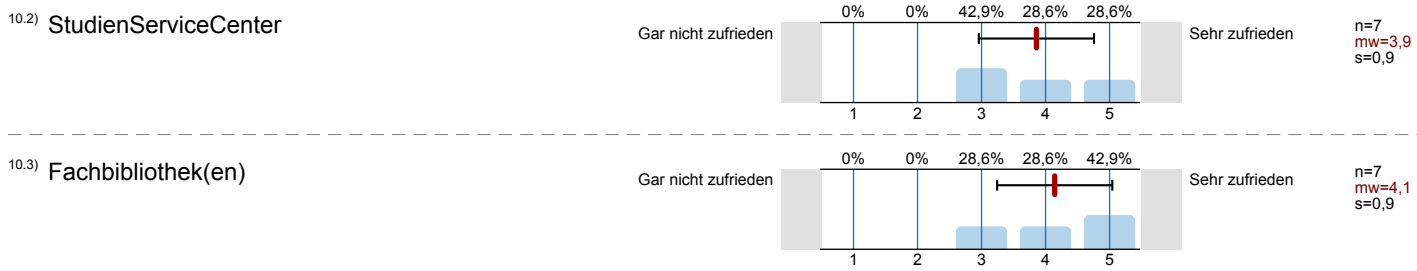 10.2) StudienServiceCenter
0% 0% 42,9% 28,6% 28,6%
Gar nicht zufrieden Sehr zufrieden
n=7
mw=3,9
s=0,9
1 2 3 4 5
10.3) Fachbibliothek(en)
0% 0% 28,6% 28,6% 42,9%
Gar nicht zufrieden Sehr zufrieden
n=7
mw=4,1
s=0,9
1 2 3 4 5